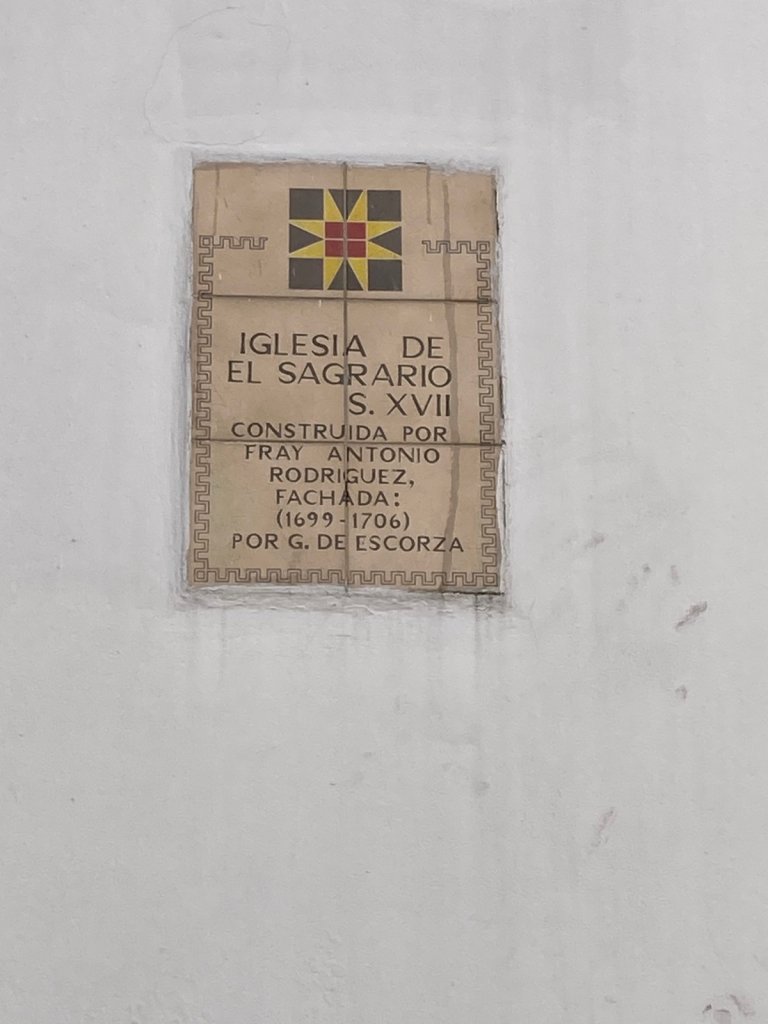 IGLESIA DE
EL SAGRARIO
S. XVII
CONSTRUIDA POR
FRAY ANTONIO
RODRIGUEZ,
FACHADA:
(1699-1706)
POR G. DE ESCORZA